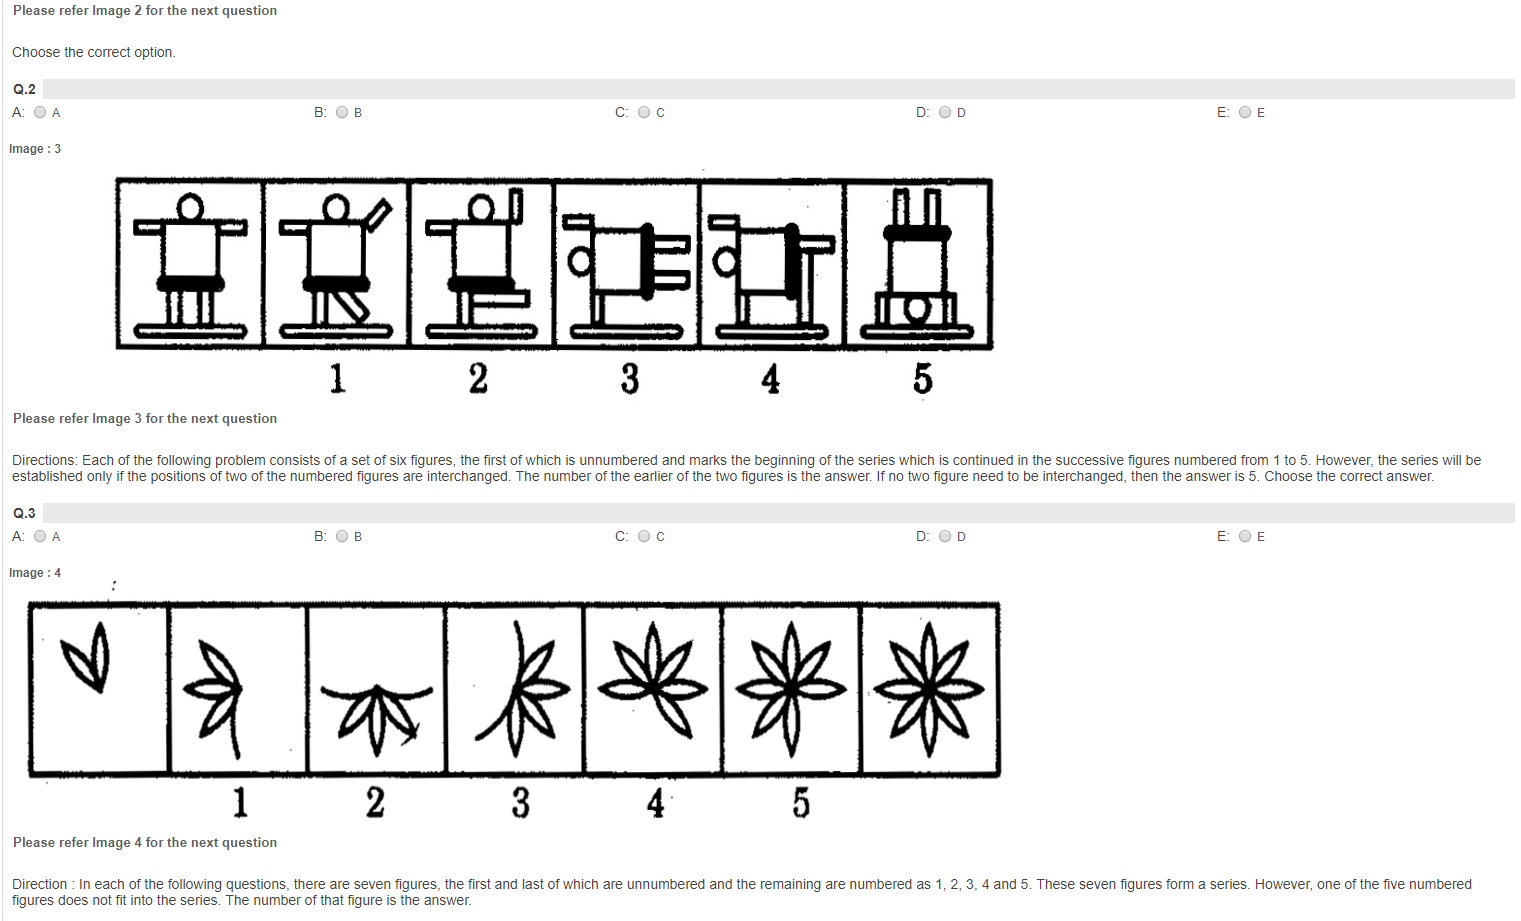 Please refer Image 2 for the next question
Choose the correct option.
Q.2
A: A B: B C: C D: D E: E
Image : 3
1 2 3 4 5
Please refer Image 3 for the next question
Directions: Each of the following problem consists of a set of six figures, the first of which is unnumbered and marks the beginning of the series which is continued in the successive figures numbered from 1 to 5. However, the series will be
established only if the positions of two of the numbered figures are interchanged. The number of the earlier of the two figures is the answer. If no two figure need to be interchanged, then the answer is 5. Choose the correct answer.
Q.3
A: A B: B C: C D: D E: E
Image : 4
1 2 3 4 5
Please refer Image 4 for the next question
Direction : In each of the following questions, there are seven figures, the first and last of which are unnumbered and the remaining are numbered as 1, 2, 3, 4 and 5. These seven figures form a series. However, one of the five numbered
figures does not fit into the series. The number of that figure is the answer.